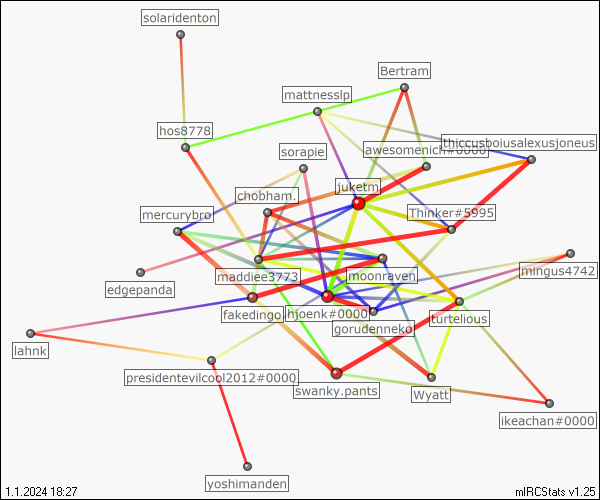 solaridenton
Bertram
mattnesslp
hos8778
thiccusboiusalexusjoneus
awesomenich#0000
sorapie
juketm
chobham.
mercurybro
Thinker#5995
maddiee3773
moonraven_
mingus4742
edgepanda
fakedingo
hjoenk#0000
gorudenneko
turtelious
lahnk
presidentevilcool2012#0000
swanky.pants
Wyatt
ikeachan#0000
yoshimanden
1.1.2024 18:27
mIRCStats v1.25